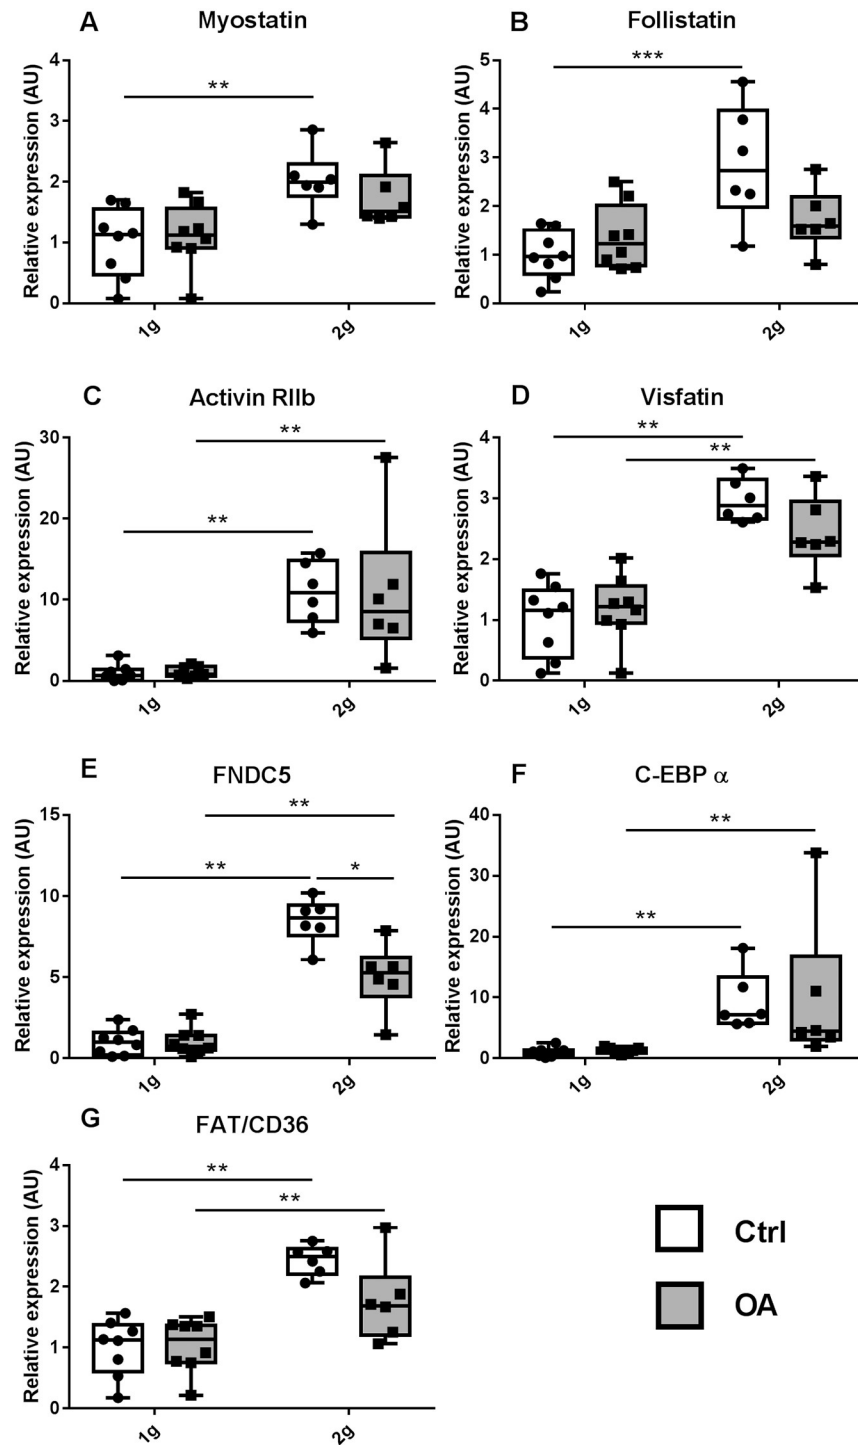 A Myostatin
Relative expression (AU)
4
3
2
1
0
**
1g 2g
B Follistatin
Relative expression (AU)
5
4
3
2
1
0
***
1g 2g
C Activin RIIb
Relative expression (AU)
30
20
10
0
**
**
1g 2g
D Visfatin
Relative expression (AU)
4
3
2
1
0
**
**
1g 2g
E FNDC5
Relative expression (AU)
15
10
5
0
**
**
*
1g 2g
F C-EBP α
Relative expression (AU)
40
30
20
10
0
**
**
1g 2g
G FAT/CD36
Relative expression (AU)
4
3
2
1
0
**
**
1g 2g
Ctrl
OA